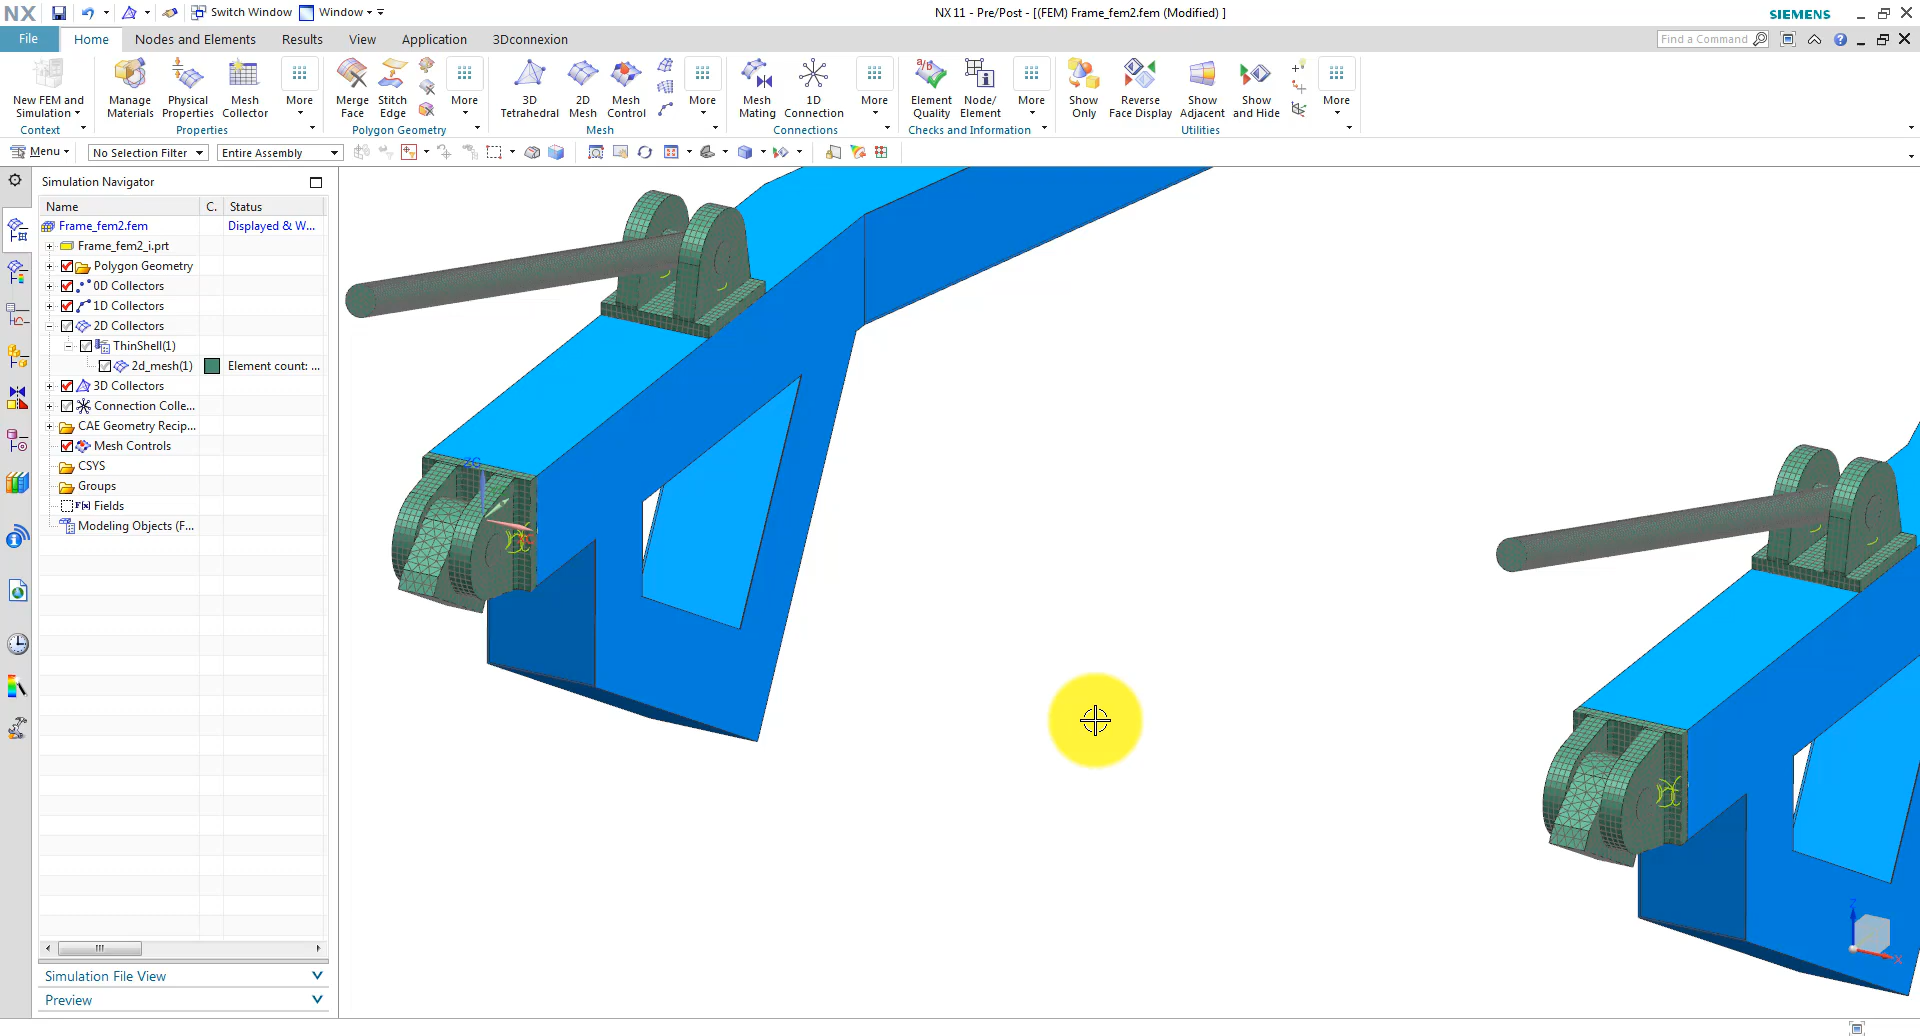 NX Switch Window Window NX 11 - Pre/Post - [(FEM) Frame_fem2.fem (Modified) ] SIEMENS
File Home Nodes and Elements Results View Application 3Dconnexion Find a Command
New FEM and Simulation
Manage Materials
Physical Properties
Mesh Collector
More
Merge Face
Stitch Edge
More
3D Tetrahedral
2D Mesh
Mesh Control
More
Mesh Mating
1D Connection
More
Element Quality
Node/ Element
More
Show Only
Reverse Face Display
Show Adjacent
Show and Hide
More
Context Properties Polygon Geometry Mesh Connections Checks and Information Utilities
Menu No Selection Filter Entire Assembly
Simulation Navigator
Name C. Status
Frame_fem2.fem Displayed & W...
Frame_fem2_i.prt
Polygon Geometry
0D Collectors
1D Collectors
2D Collectors
ThinShell(1)
2d_mesh(1) Element count: ...
3D Collectors
Connection Colle...
CAE Geometry Recip...
Mesh Controls
CSYS
Groups
Fields
Modeling Objects (F...
Simulation File View
Preview
ZC
Z
X